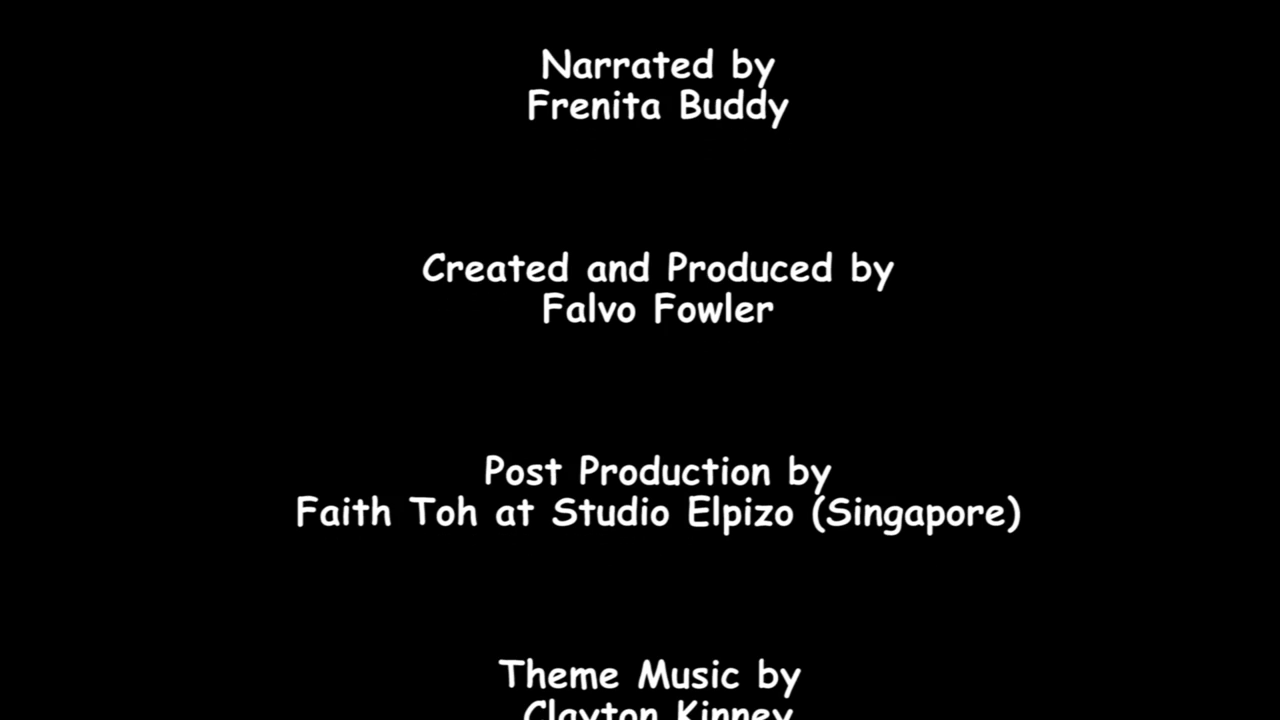 Narrated by
Frenita Buddy
Created and Produced by
Falvo Fowler
Post Production by
Faith Toh at Studio Elpizo (Singapore)
Theme Music by
Clayton Kinney